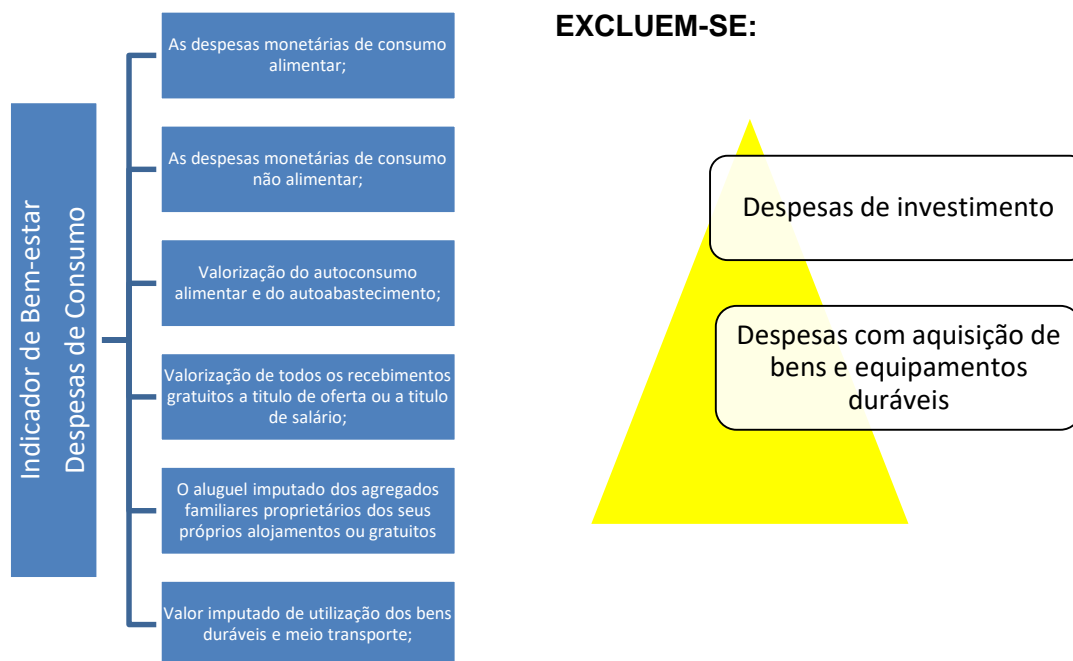 EXCLUEM-SE:
Indicador de Bem-estar
Despesas de Consumo
As despesas monetárias de consumo
alimentar;
As despesas monetárias de consumo
não alimentar;
Valorização do autoconsumo
alimentar e do autoabastecimento;
Valorização de todos os recebimentos
gratuitos a titulo de oferta ou a titulo
de salário;
O aluguel imputado dos agregados
familiares proprietários dos seus
próprios alojamentos ou gratuitos
Valor imputado de utilização dos bens
duráveis e meio transporte;
Despesas de investimento
Despesas com aquisição de
bens e equipamentos
duráveis